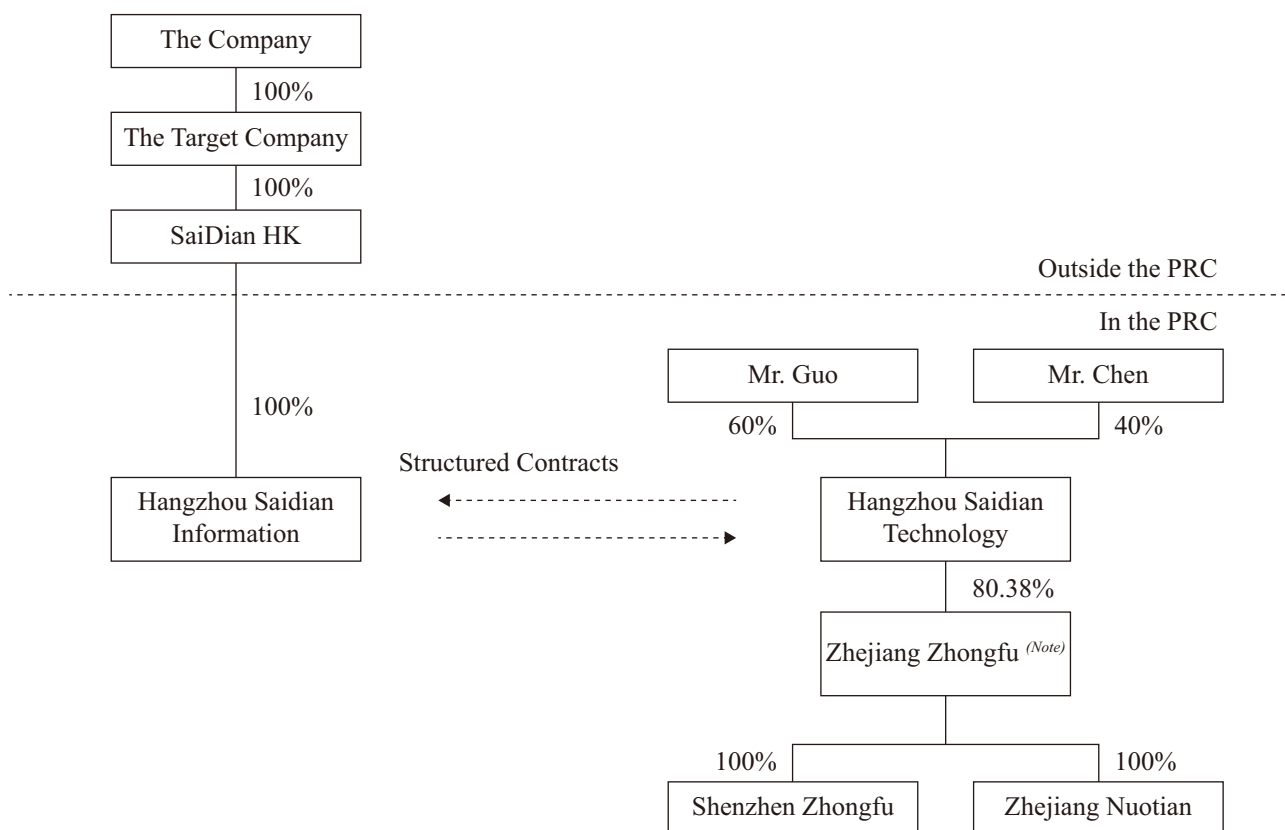 The Company
100%
The Target Company
100%
SaiDian HK
Outside the PRC
In the PRC
100%
Mr. Guo
Mr. Chen
60%
40%
Structured Contracts
Hangzhou Saidian
Information
Hangzhou Saidian
Technology
80.38%
Zhejiang Zhongfu (Note)
100%
100%
Shenzhen Zhongfu
Zhejiang Nuotian